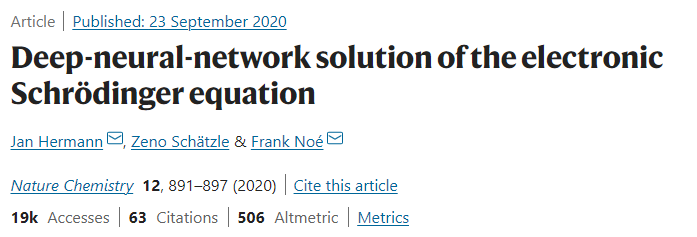 Article | Published: 23 September 2020
Deep-neural-network solution of the electronic
Schrödinger equation
Jan Hermann, Zeno Schätzle & Frank Noé
Nature Chemistry 12, 891–897 (2020) | Cite this article
19k Accesses | 63 Citations | 506 Altmetric | Metrics